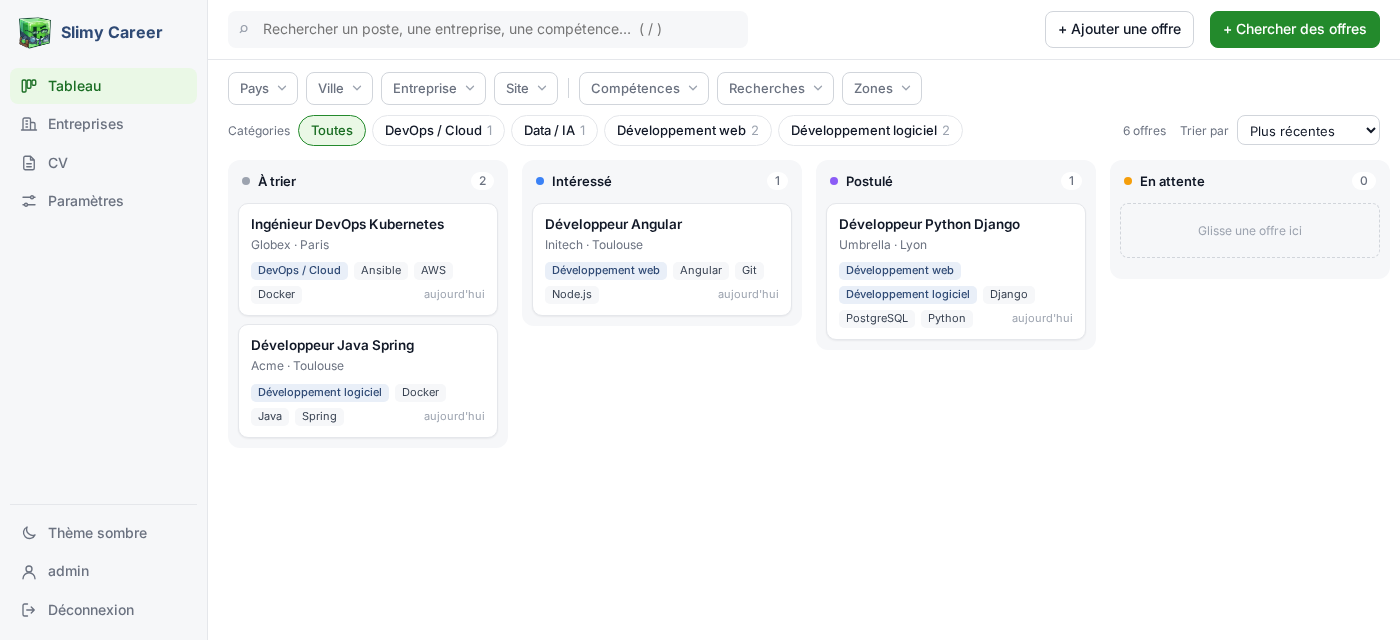 Slimy Career
Rechercher un poste, une entreprise, une compétence... ( / )
+ Ajouter une offre
+ Chercher des offres
Tableau
Entreprises
CV
Paramètres
Pays
Ville
Entreprise
Site
Compétences
Recherches
Zones
Catégories
Toutes
DevOps / Cloud 1
Data / IA 1
Développement web 2
Développement logiciel 2
6 offres
Trier par
Plus récentes
À trier 2
Ingénieur DevOps Kubernetes
Globex · Paris
DevOps / Cloud Ansible AWS
Docker aujourd'hui
Développeur Java Spring
Acme · Toulouse
Développement logiciel Docker
Java Spring aujourd'hui
Intéressé 1
Développeur Angular
Initech · Toulouse
Développement web Angular Git
Node.js aujourd'hui
Postulé 1
Développeur Python Django
Umbrella · Lyon
Développement web
Développement logiciel Django
PostgreSQL Python aujourd'hui
En attente 0
Glisse une offre ici
Thème sombre
admin
Déconnexion